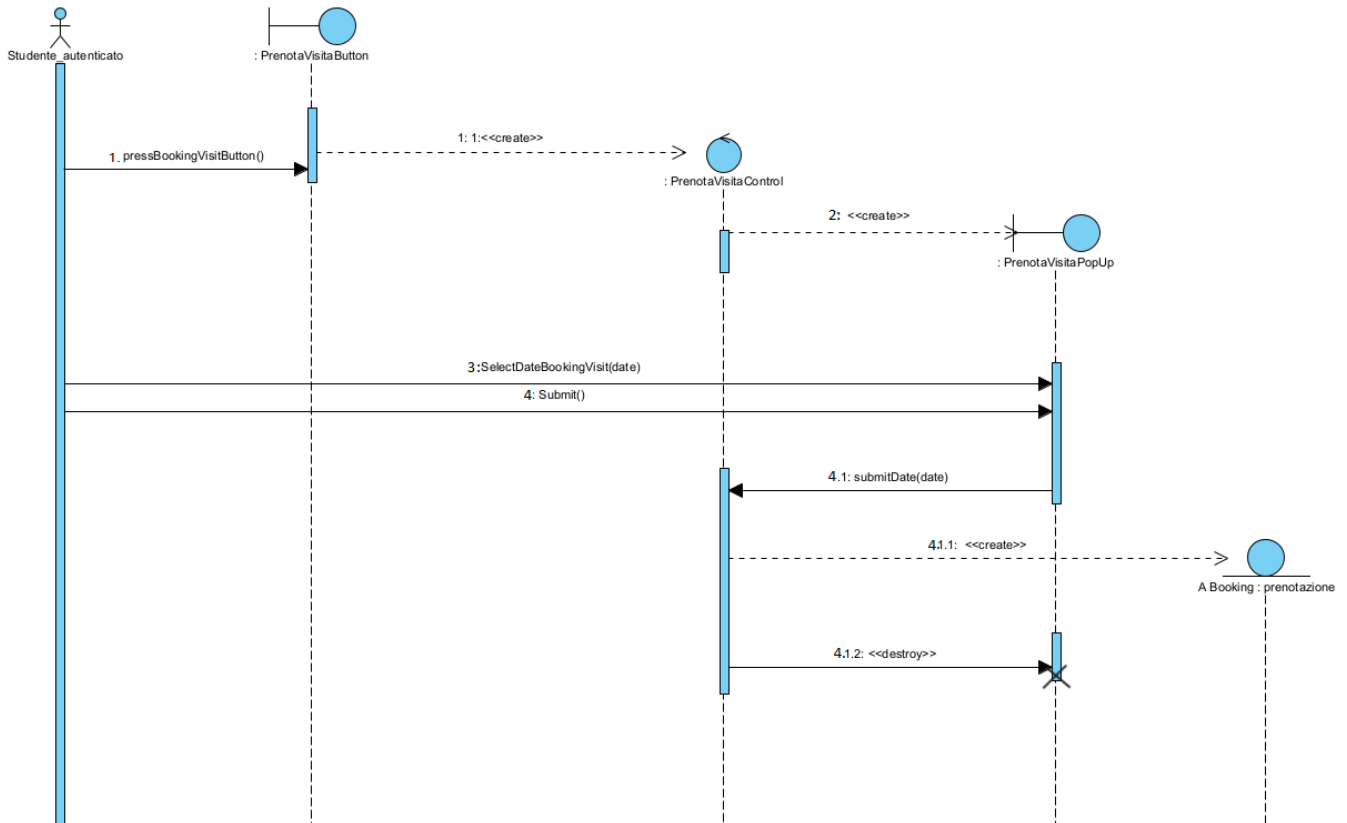 Studente_autenticato
: PrenotaVisitaButton
1: 1:<<create>>
1. pressBookingVisitButton()
: PrenotaVisitaControl
2: <<create>>
: PrenotaVisitaPopUp
3:SelectDateBookingVisit(date)
4: Submit()
4.1: submitDate(date)
4.1.1: <<create>>
A Booking : prenotazione
4.1.2: <<destroy>>